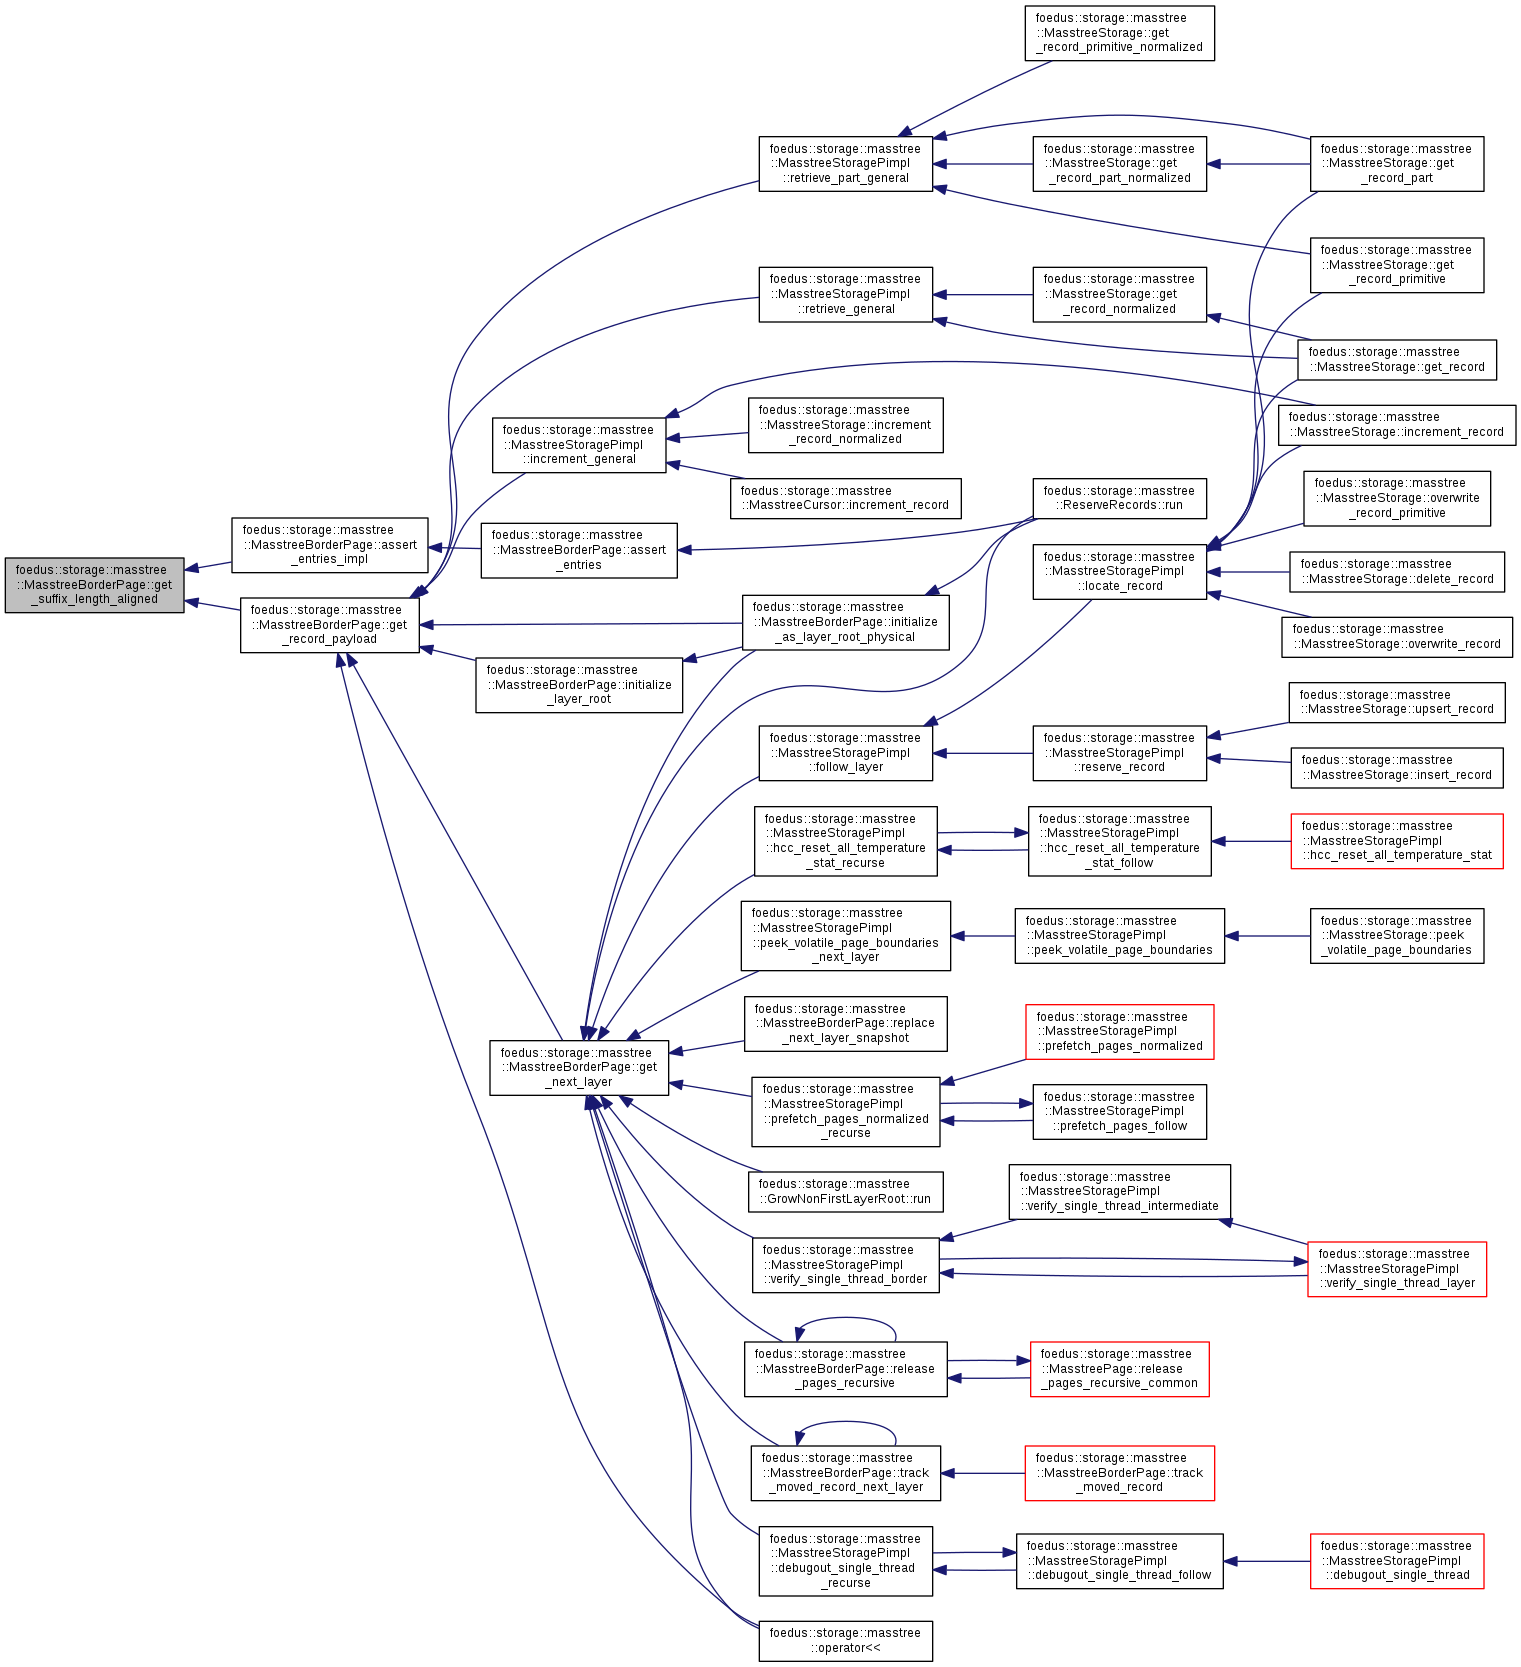 foedus::storage::masstree
::MasstreeStorage::get
_record_primitive_normalized
foedus::storage::masstree
::MasstreeStoragePimpl
::retrieve_part_general
foedus::storage::masstree
::MasstreeStorage::get
_record_part_normalized
foedus::storage::masstree
::MasstreeStorage::get
_record_part
foedus::storage::masstree
::MasstreeStorage::get
_record_primitive
foedus::storage::masstree
::MasstreeStoragePimpl
::retrieve_general
foedus::storage::masstree
::MasstreeStorage::get
_record_normalized
foedus::storage::masstree
::MasstreeStorage::get_record
foedus::storage::masstree
::MasstreeStoragePimpl
::increment_general
foedus::storage::masstree
::MasstreeStorage::increment
_record_normalized
foedus::storage::masstree
::MasstreeStorage::increment_record
foedus::storage::masstree
::MasstreeCursor::increment_record
foedus::storage::masstree
::ReserveRecords::run
foedus::storage::masstree
::MasstreeStorage::overwrite
_record_primitive
foedus::storage::masstree
::MasstreeBorderPage::assert
_entries_impl
foedus::storage::masstree
::MasstreeBorderPage::assert
_entries
foedus::storage::masstree
::MasstreeStoragePimpl
::locate_record
foedus::storage::masstree
::MasstreeStorage::delete_record
foedus::storage::masstree
::MasstreeBorderPage::get
_suffix_length_aligned
foedus::storage::masstree
::MasstreeBorderPage::get
_record_payload
foedus::storage::masstree
::MasstreeBorderPage::initialize
_as_layer_root_physical
foedus::storage::masstree
::MasstreeStorage::overwrite_record
foedus::storage::masstree
::MasstreeBorderPage::initialize
_layer_root
foedus::storage::masstree
::MasstreeStorage::upsert_record
foedus::storage::masstree
::MasstreeStoragePimpl
::follow_layer
foedus::storage::masstree
::MasstreeStoragePimpl
::reserve_record
foedus::storage::masstree
::MasstreeStorage::insert_record
foedus::storage::masstree
::MasstreeStoragePimpl
::hcc_reset_all_temperature
_stat_recurse
foedus::storage::masstree
::MasstreeStoragePimpl
::hcc_reset_all_temperature
_stat_follow
foedus::storage::masstree
::MasstreeStoragePimpl
::hcc_reset_all_temperature_stat
foedus::storage::masstree
::MasstreeStoragePimpl
::peek_volatile_page_boundaries
_next_layer
foedus::storage::masstree
::MasstreeStoragePimpl
::peek_volatile_page_boundaries
foedus::storage::masstree
::MasstreeStorage::peek
_volatile_page_boundaries
foedus::storage::masstree
::MasstreeBorderPage::replace
_next_layer_snapshot
foedus::storage::masstree
::MasstreeStoragePimpl
::prefetch_pages_normalized
foedus::storage::masstree
::MasstreeBorderPage::get
_next_layer
foedus::storage::masstree
::MasstreeStoragePimpl
::prefetch_pages_normalized
_recurse
foedus::storage::masstree
::MasstreeStoragePimpl
::prefetch_pages_follow
foedus::storage::masstree
::GrowNonFirstLayerRoot::run
foedus::storage::masstree
::MasstreeStoragePimpl
::verify_single_thread_intermediate
foedus::storage::masstree
::MasstreeStoragePimpl
::verify_single_thread_border
foedus::storage::masstree
::MasstreeStoragePimpl
::verify_single_thread_layer
foedus::storage::masstree
::MasstreeBorderPage::release
_pages_recursive
foedus::storage::masstree
::MasstreePage::release
_pages_recursive_common
foedus::storage::masstree
::MasstreeBorderPage::track
_moved_record_next_layer
foedus::storage::masstree
::MasstreeBorderPage::track
_moved_record
foedus::storage::masstree
::MasstreeStoragePimpl
::debugout_single_thread
_recurse
foedus::storage::masstree
::MasstreeStoragePimpl
::debugout_single_thread_follow
foedus::storage::masstree
::MasstreeStoragePimpl
::debugout_single_thread
foedus::storage::masstree
::operator<<